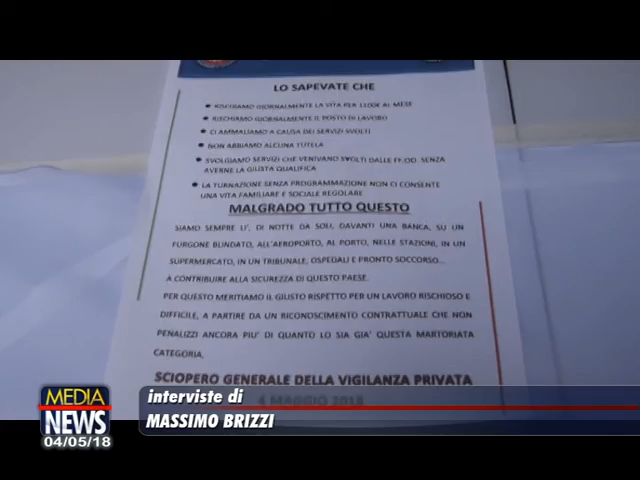 LO SAPEVATE CHE
RISCHIAMO GIORNALMENTE LA VITA PER 1100€ AL MESE
RISCHIAMO GIORNALMENTE IL POSTO DI LAVORO
CI AMMALIAMO A CAUSA DEI SERVIZI SVOLTI
NON ABBIAMO ALCUNA TUTELA
SVOLGIAMO SERVIZI CHE VENIVANO SVOLTI DALLE FF.OO. SENZA
AVERNE LA GIUSTA QUALIFICA
LA TURNAZIONE SENZA PROGRAMMAZIONE NON CI CONSENTE
UNA VITA FAMILIARE E SOCIALE REGOLARE
MALGRADO TUTTO QUESTO
SIAMO SEMPRE LI', DI NOTTE DA SOLI, DAVANTI UNA BANCA, SU UN
FURGONE BLINDATO, ALL'AEROPORTO, AL PORTO, NELLE STAZIONI, IN UN
SUPERMERCATO, IN UN TRIBUNALE, OSPEDALI E PRONTO SOCCORSO...
A CONTRIBUIRE ALLA SICUREZZA DI QUESTO PAESE.
PER QUESTO MERITIAMO IL GIUSTO RISPETTO PER UN LAVORO RISCHIOSO E
DIFFICILE, A PARTIRE DA UN RICONOSCIMENTO CONTRATTUALE CHE NON
PENALIZZI ANCORA PIU' DI QUANTO LO SIA GIA' QUESTA MARTORIATA
CATEGORIA.
SCIOPERO GENERALE DELLA VIGILANZA PRIVATA
4 MAGGIO 2018
MEDIA
NEWS
04/05/18
interviste di
MASSIMO BRIZZI